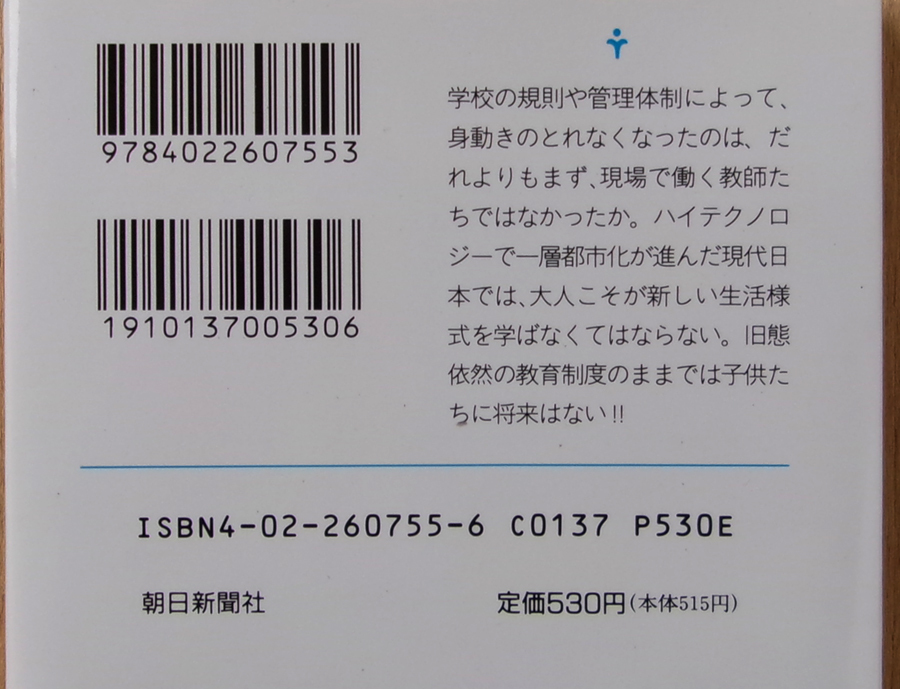 9784022607553
1910137005306
学校の規則や管理体制によって、
身動きのとれなくなったのは、だ
れよりもまず、現場で働く教師た
ちではなかったか。ハイテクノロ
ジーで一層都市化が進んだ現代日
本では、大人こそが新しい生活様
式を学ばなくてはならない。旧態
依然の教育制度のままでは子供た
ちに将来はない!!
ISBN4-02-260755-6 C0137 P530E
朝日新聞社
定価530円(本体515円)